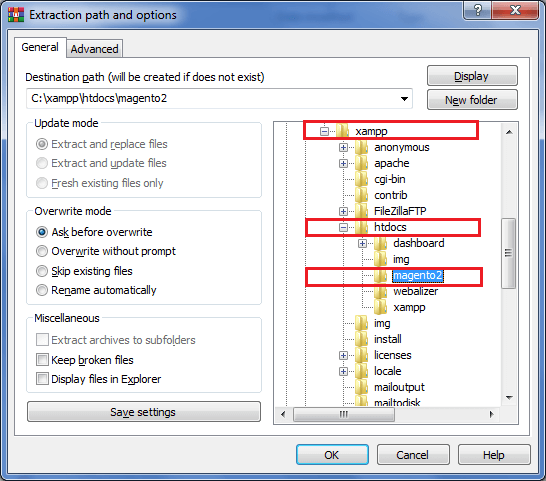 Extraction path and options
General
Advanced
Destination path (will be created if does not exist)
Display
C:\xampp\htdocs\magento2
New folder
Update mode
Extract and replace files
Extract and update files
Fresh existing files only
Overwrite mode
Ask before overwrite
Overwrite without prompt
Skip existing files
Rename automatically
Miscellaneous
Extract archives to subfolders
Keep broken files
Display files in Explorer
Save settings
xampp
anonymous
apache
cgi-bin
contrib
FileZillaFTP
htdocs
dashboard
img
magento2
webalizer
xampp
img
install
licenses
locale
mailoutput
mailtodisk
OK
Cancel
Help